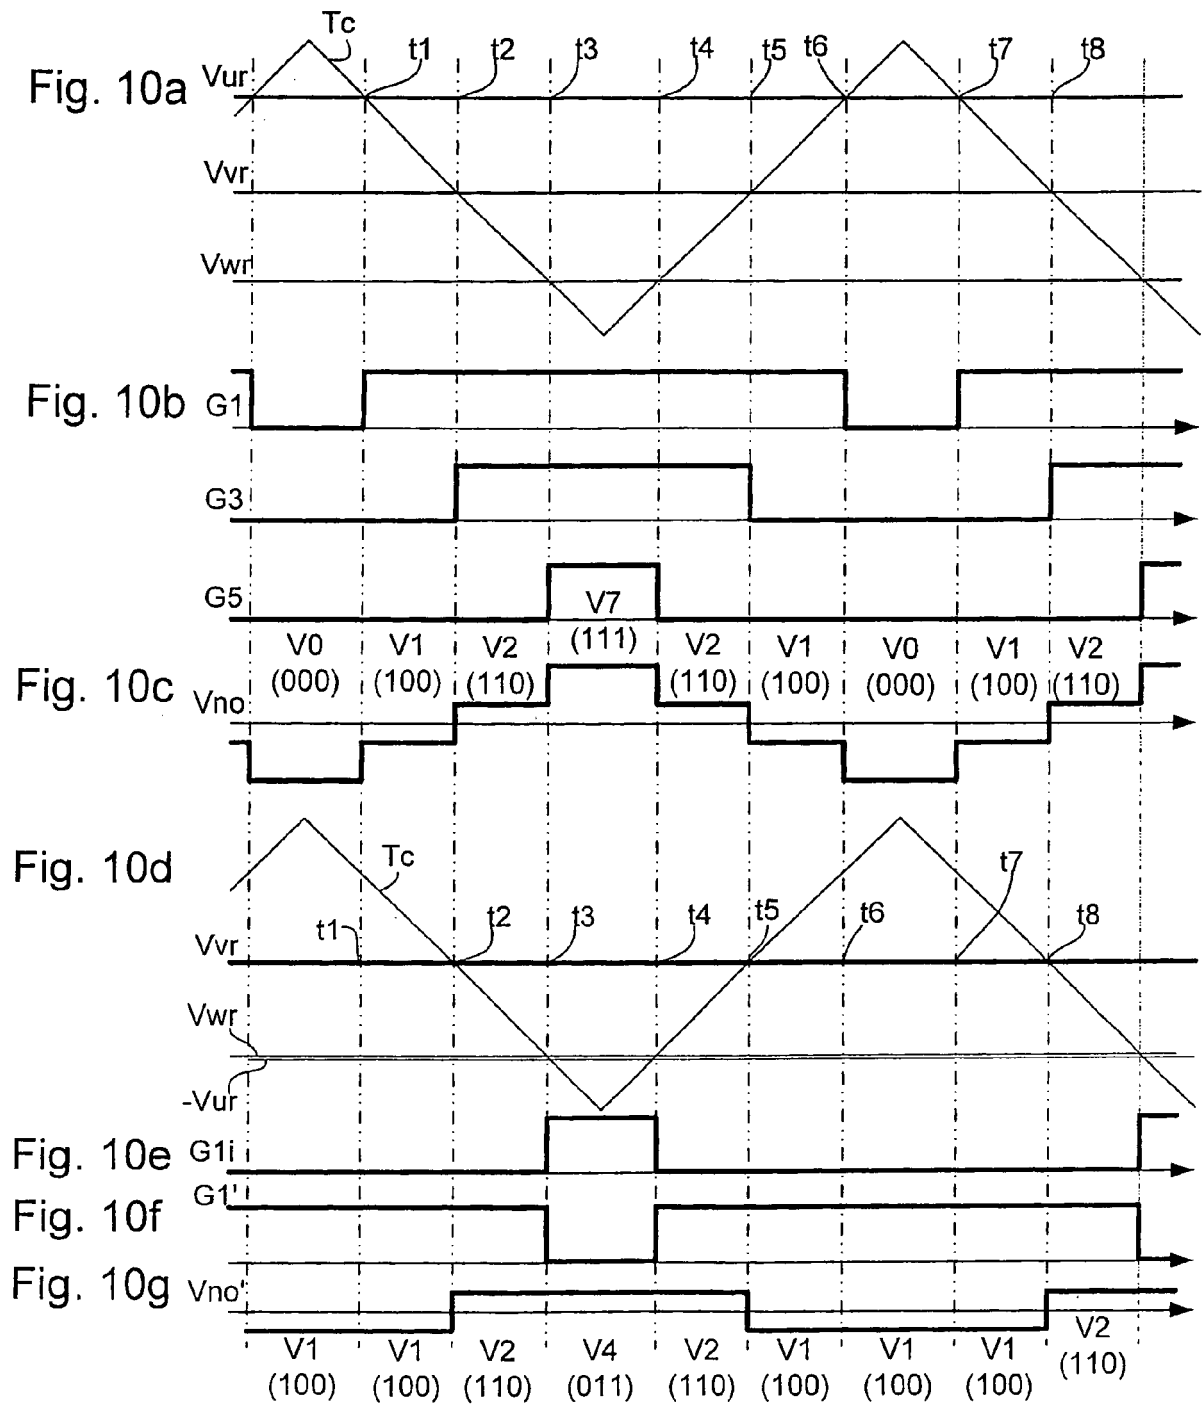 Fig. 10a
Tc
t1 t2 t3 t4 t5 t6 t7 t8
Vur
Vvr
Vwr
Fig. 10b
G1
G3
G5
V7
(111)
V0 V1 V2 V2 V1 V0 V1 V2
(000) (100) (110) (110) (100) (000) (100) (110)
Fig. 10c
Vno
Fig. 10d
Tc
t1 t2 t3 t4 t5 t6 t7 t8
Vvr
Vwr
-Vur
Fig. 10e
G1i
Fig. 10f
G1'
Fig. 10g
Vno'
V1 V1 V2 V4 V2 V1 V1 V1 V2
(100) (100) (110) (011) (110) (100) (100) (100) (110)